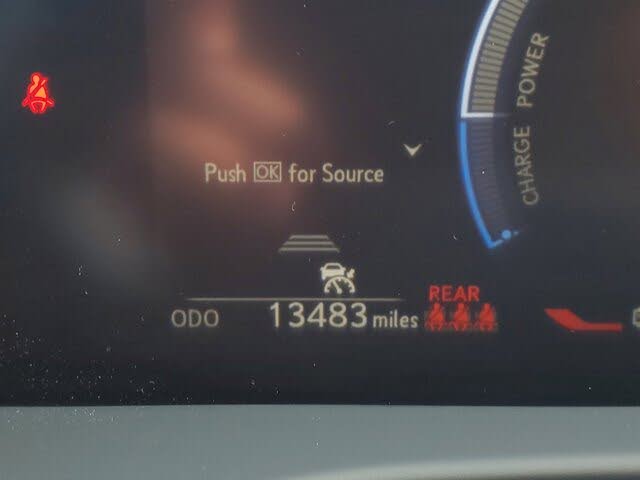 POWER
CHARGE
Push OK for Source
REAR
ODO 13483 miles